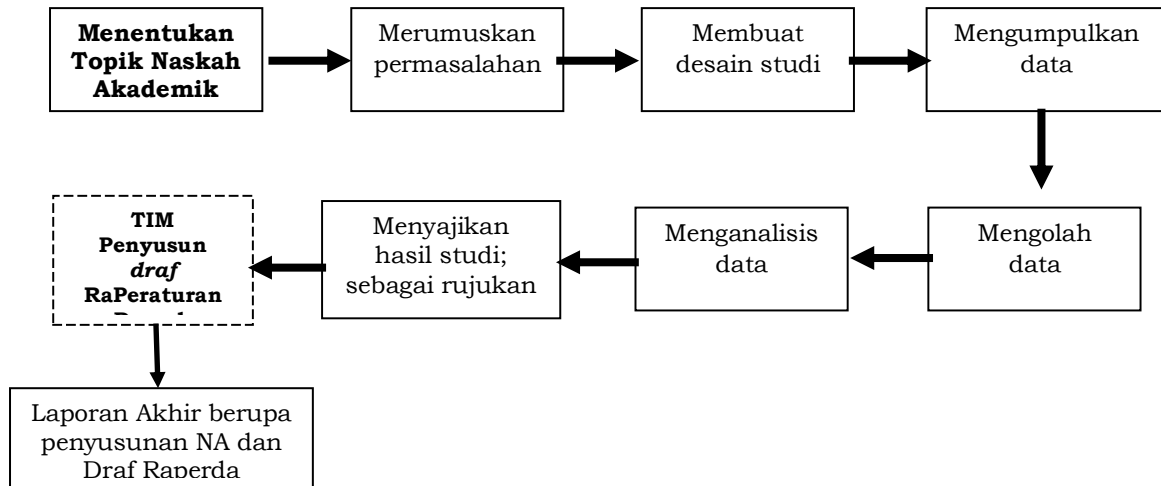 Menentukan
Topik Naskah
Akademik
Merumuskan
permasalahan
Membuat
desain studi
Mengumpulkan
data
TIM
Penyusun
draf
RaPeraturan
Menyajikan
hasil studi;
sebagai rujukan
Menganalisis
data
Mengolah
data
Laporan Akhir berupa
penyusunan NA dan
Draf Raperda